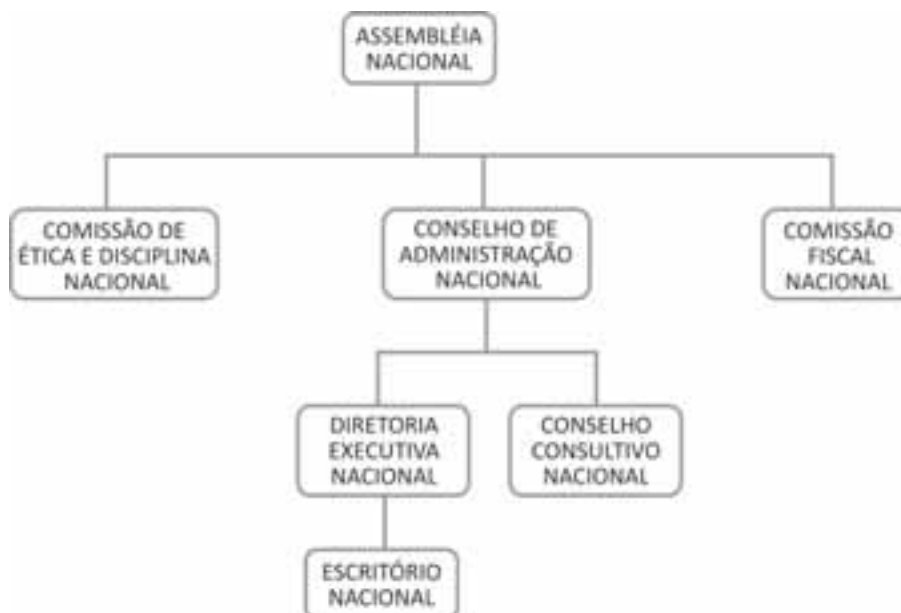 ASSEMBLÉIA
NACIONAL
COMISSÃO DE
ÉTICA E DISCIPLINA
NACIONAL
CONSELHO DE
ADMINISTRAÇÃO
NACIONAL
COMISSÃO
FISCAL
NACIONAL
DIRETORIA
EXECUTIVA
NACIONAL
CONSELHO
CONSULTIVO
NACIONAL
ESCRITÓRIO
NACIONAL